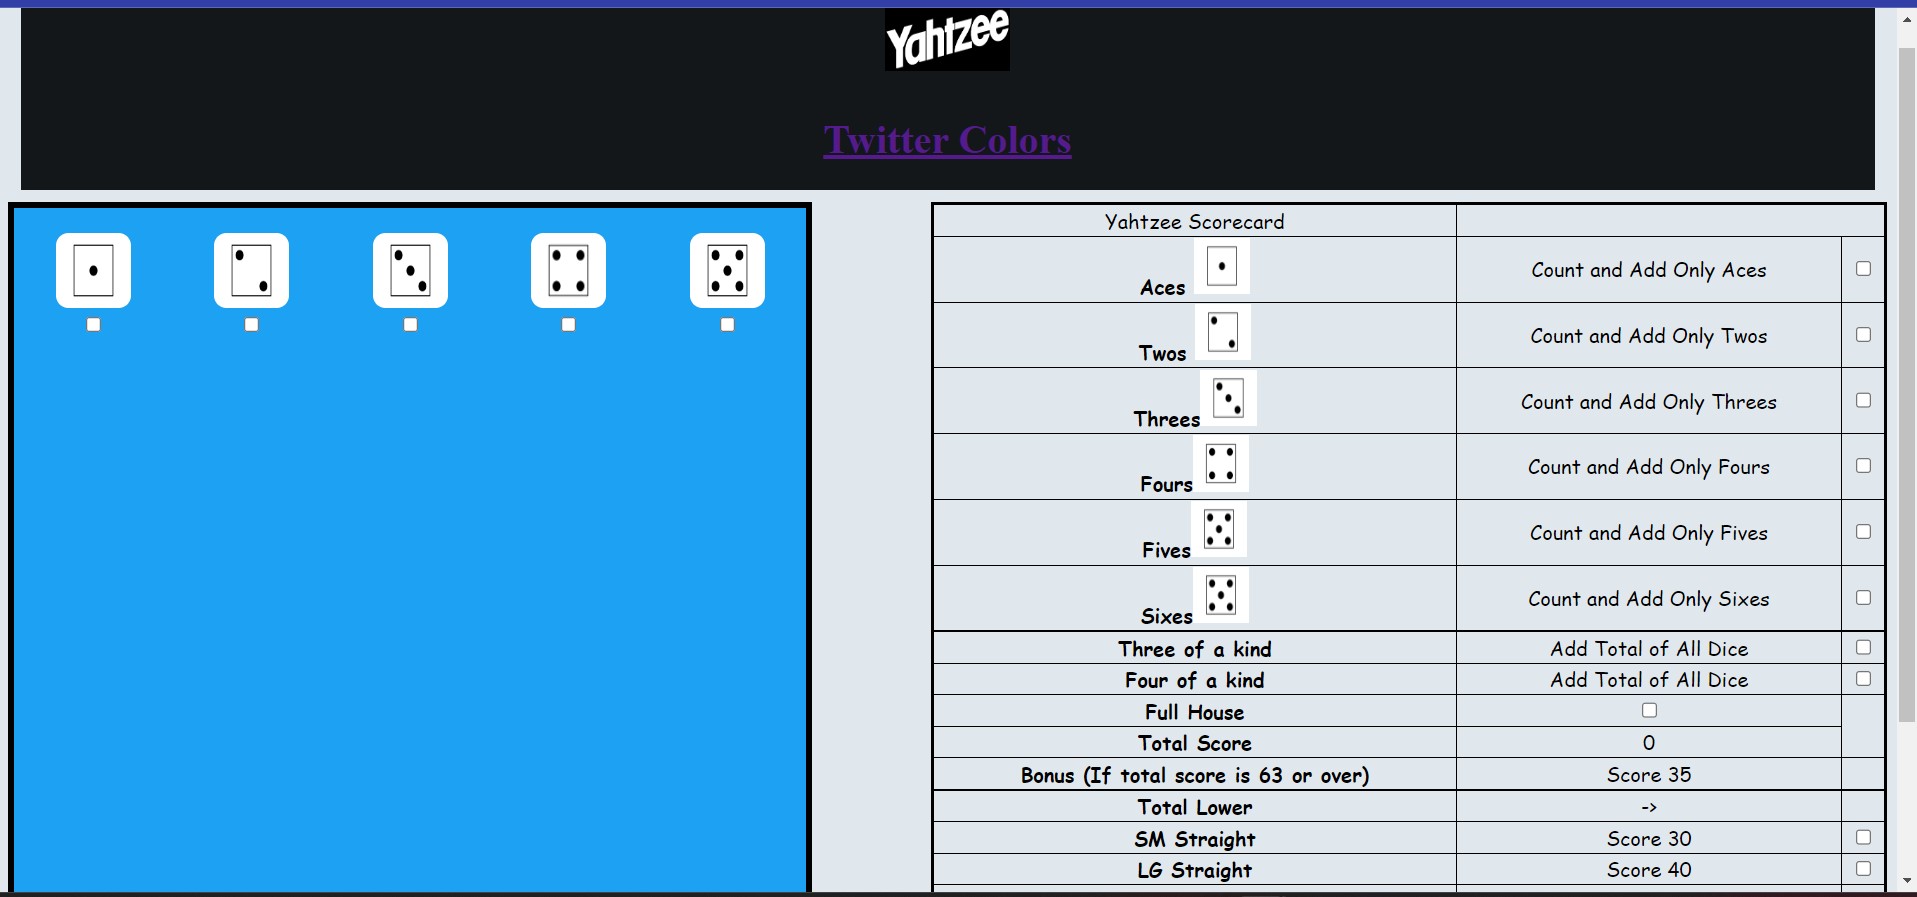 Yahtzee
Twitter Colors
Yahtzee Scorecard
Aces Count and Add Only Aces
Twos Count and Add Only Twos
Threes Count and Add Only Threes
Fours Count and Add Only Fours
Fives Count and Add Only Fives
Sixes Count and Add Only Sixes
Three of a kind Add Total of All Dice
Four of a kind Add Total of All Dice
Full House
Total Score 0
Bonus (If total score is 63 or over) Score 35
Total Lower ->
SM Straight Score 30
LG Straight Score 40